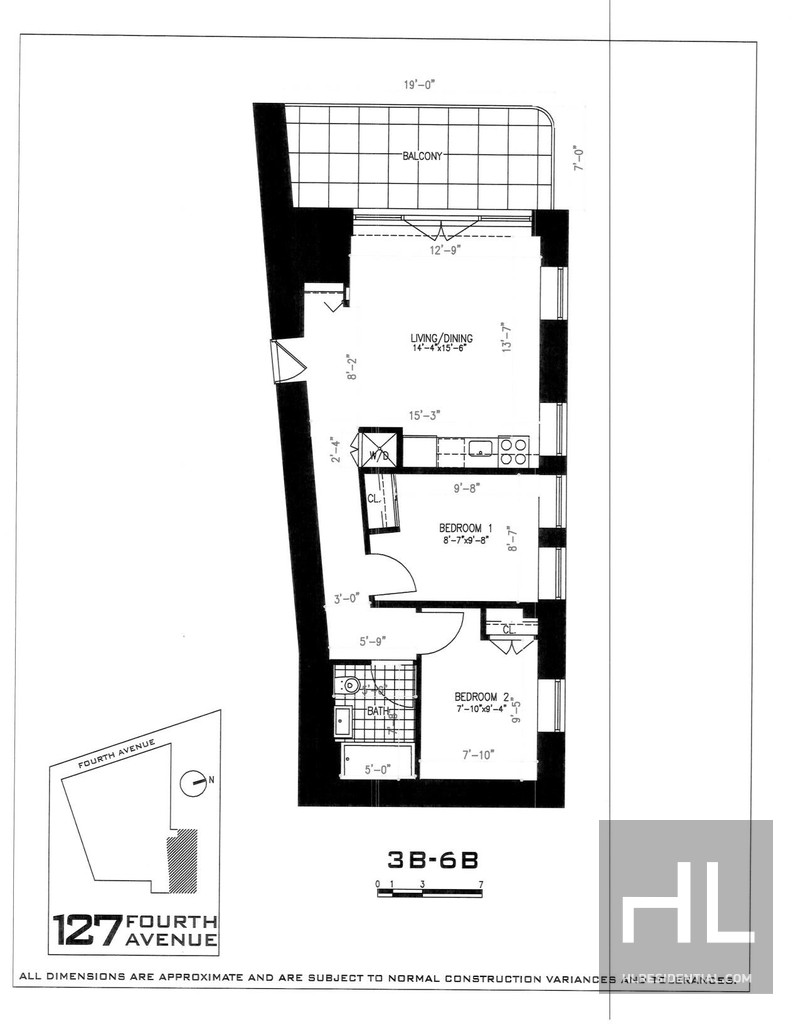 19'-0"
BALCONY
7'-0"
12'-9"
LIVING/DINING
14'-4"x15'-6"
13'-7"
8'-2"
15'-3"
2'-4"
W/D
9'-8"
CL.
BEDROOM 1
8'-7"x9'-8"
8'-7"
3'-0"
5'-9"
CL.
BEDROOM 2
7'-10"x9'-4"
9'-5"
BATH
7'-10"
5'-0"
FOURTH AVENUE
N
3B-6B
0 1 3 7
127 FOURTH
AVENUE
HL
HLRESIDENTIAL.COM
ALL DIMENSIONS ARE APPROXIMATE AND ARE SUBJECT TO NORMAL CONSTRUCTION VARIANCES AND TOLERANCES.